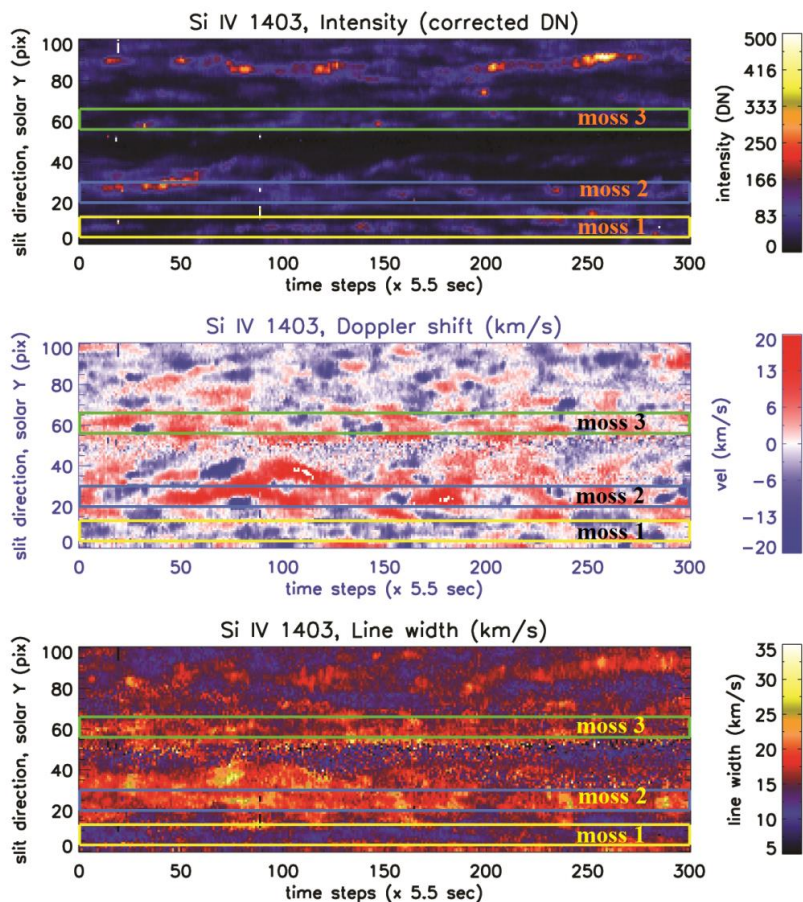 Si IV 1403, Intensity (corrected DN)
slit direction, solar Y (pix)
100
80
60
40
20
0
moss 3
moss 2
moss 1
0 50 100 150 200 250 300
time steps (x 5.5 sec)
intensity (DN)
500
416
333
250
166
83
0
Si IV 1403, Doppler shift (km/s)
slit direction, solar Y (pix)
100
80
60
40
20
0
moss 3
moss 2
moss 1
0 50 100 150 200 250 300
time steps (x 5.5 sec)
vel (km/s)
20
13
6
0
-6
-13
-20
Si IV 1403, Line width (km/s)
slit direction, solar Y (pix)
100
80
60
40
20
0
moss 3
moss 2
moss 1
0 50 100 150 200 250 300
time steps (x 5.5 sec)
line width (km/s)
35
30
25
20
15
10
5